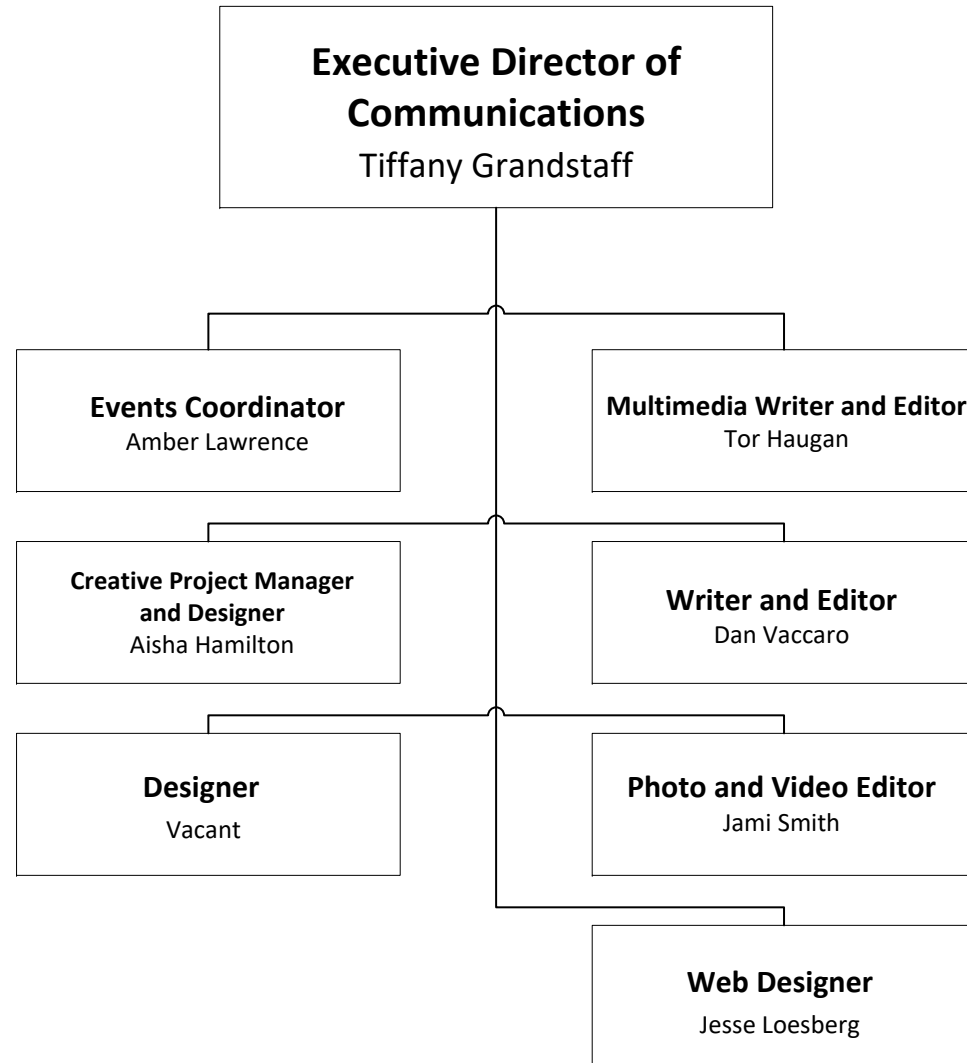 Executive Director of
Communications
Tiffany Grandstaff
Events Coordinator
Amber Lawrence
Multimedia Writer and Editor
Tor Haugan
Creative Project Manager
and Designer
Aisha Hamilton
Writer and Editor
Dan Vaccaro
Designer
Vacant
Photo and Video Editor
Jami Smith
Web Designer
Jesse Loesberg